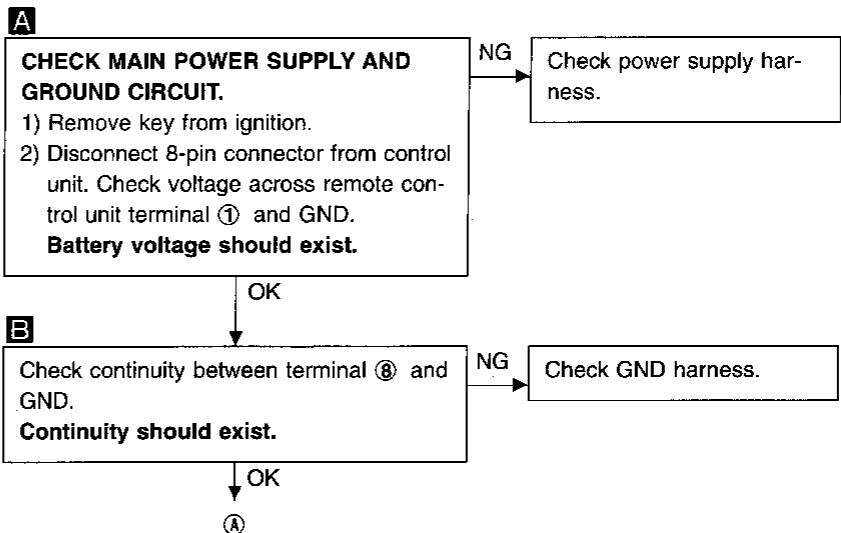 A
CHECK MAIN POWER SUPPLY AND
GROUND CIRCUIT.
1) Remove key from ignition.
2) Disconnect 8-pin connector from control
unit. Check voltage across remote con-
trol unit terminal ① and GND.
Battery voltage should exist.
NG
Check power supply har-
ness.
OK
B
Check continuity between terminal ⑧ and
GND.
Continuity should exist.
NG
Check GND harness.
OK
Ⓐ